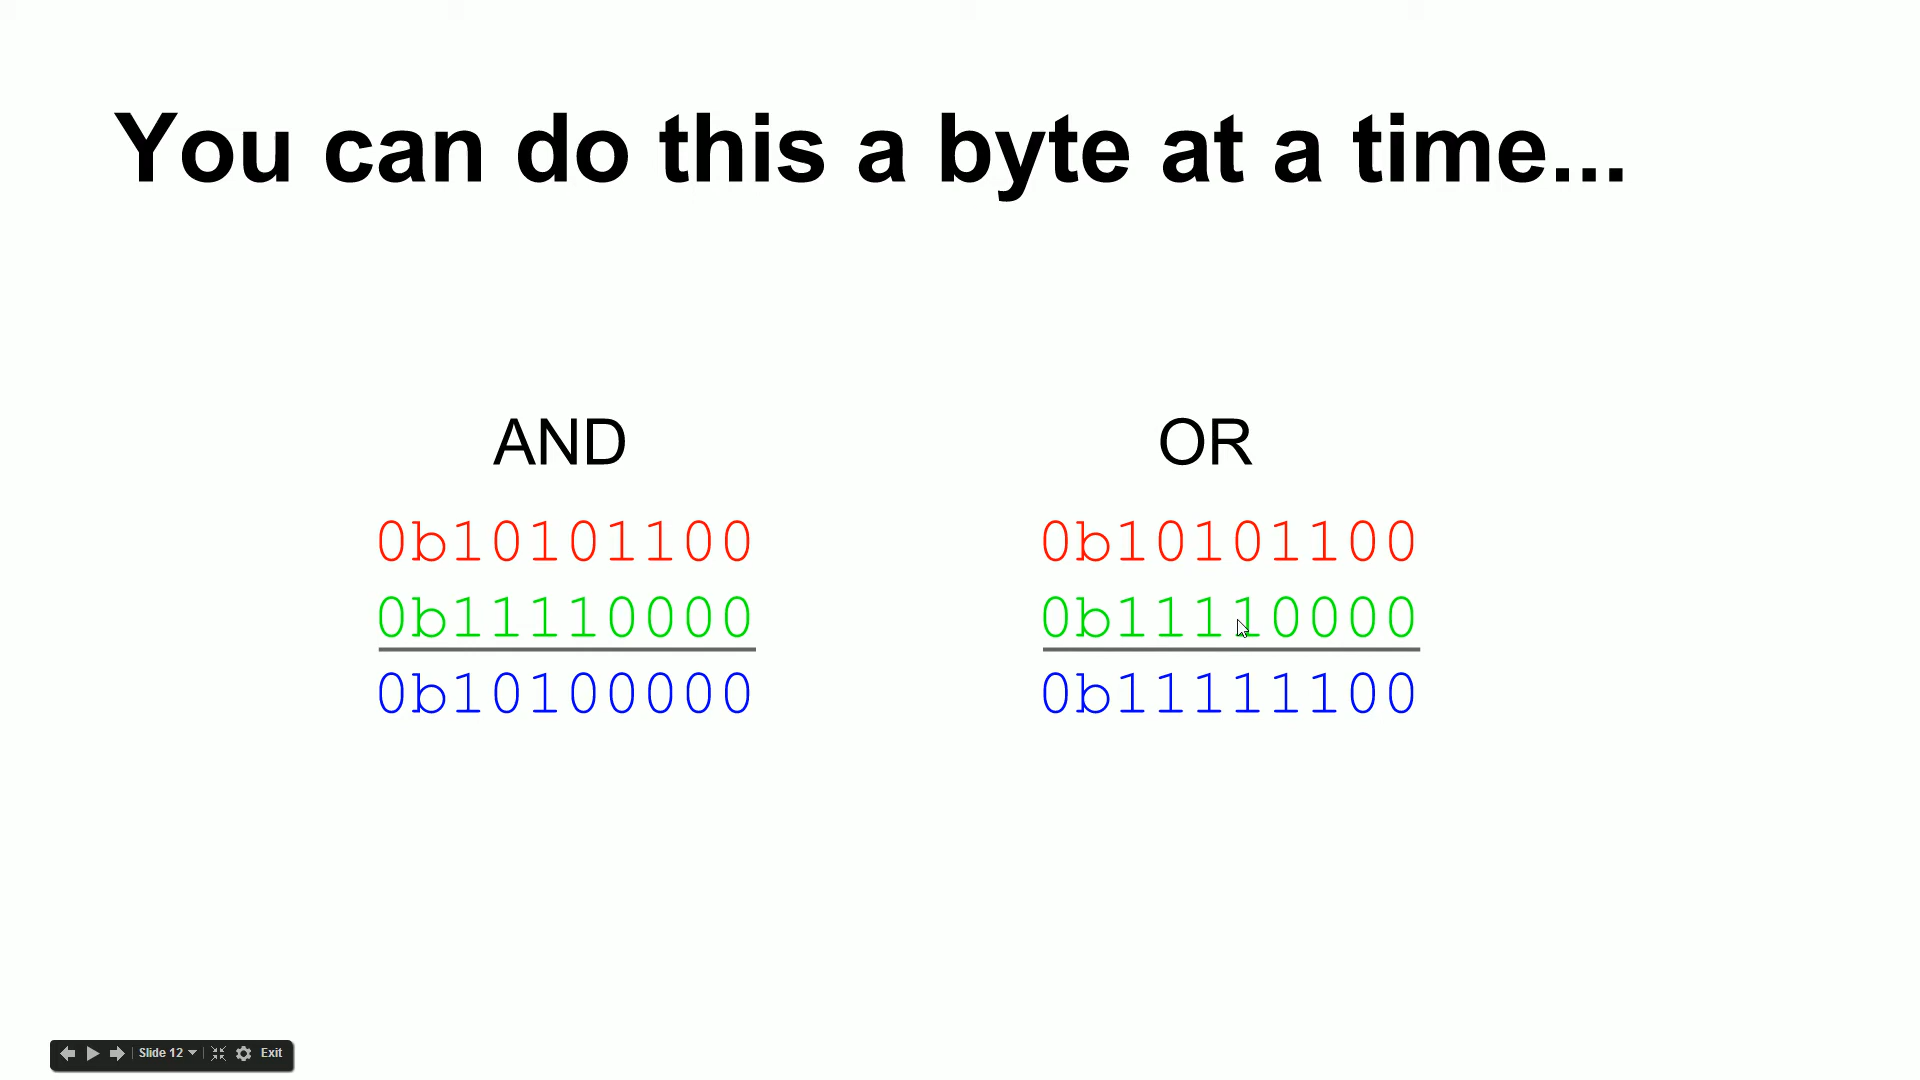 You can do this a byte at a time...
AND
0b10101100
0b11110000
0b10100000
OR
0b10101100
0b11110000
0b11111100
Slide 12
Exit